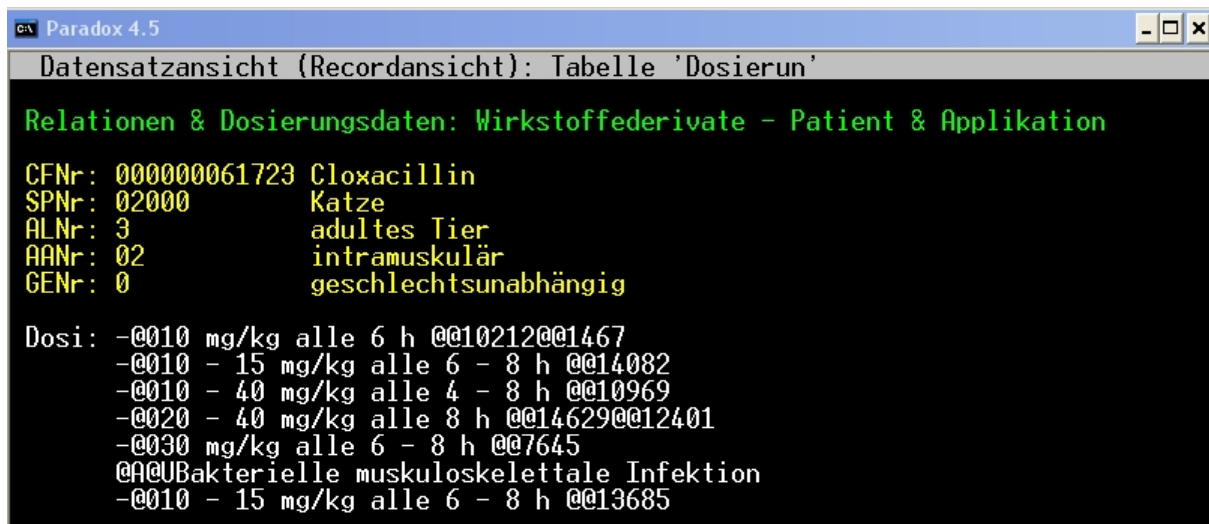 Paradox 4.5
Datensatzansicht (Recordansicht): Tabelle 'Dosierun'
Relationen & Dosierungsdaten: Wirkstoffederivate - Patient & Applikation
CFNr: 000000061723 Cloxacillin
SPNr: 02000 Katze
ALNr: 3 adultes Tier
AANr: 02 intramuskulär
GENr: 0 geschlechtsunabhängig
Dosi: -@010 mg/kg alle 6 h @@10212@@1467
-@010 - 15 mg/kg alle 6 - 8 h @@14082
-@010 - 40 mg/kg alle 4 - 8 h @@10969
-@020 - 40 mg/kg alle 8 h @@14629@@12401
-@030 mg/kg alle 6 - 8 h @@7645
@A@UBakterielle muskuloskelettale Infektion
-@010 - 15 mg/kg alle 6 - 8 h @@13685